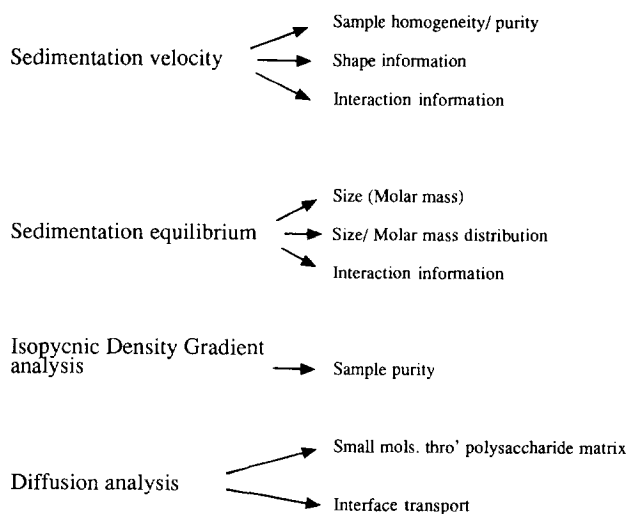 Sedimentation velocity
Sample homogeneity/ purity
Shape information
Interaction information
Sedimentation equilibrium
Size (Molar mass)
Size/ Molar mass distribution
Interaction information
Isopycnic Density Gradient
analysis
Sample purity
Diffusion analysis
Small mols. thro' polysaccharide matrix
Interface transport